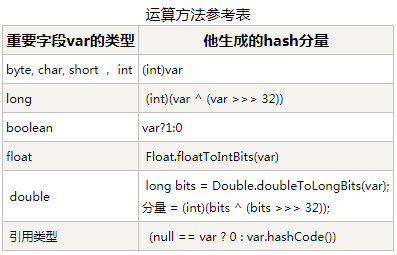 运算方法参考表
重要字段var的类型 他生成的hash分量
byte, char, short ， int (int)var
long (int)(var ^ (var >>> 32))
boolean var?1:0
float Float.floatToIntBits(var)
double long bits = Double.doubleToLongBits(var);
分量 = (int)(bits ^ (bits >>> 32));
引用类型 (null == var ? 0 : var.hashCode())